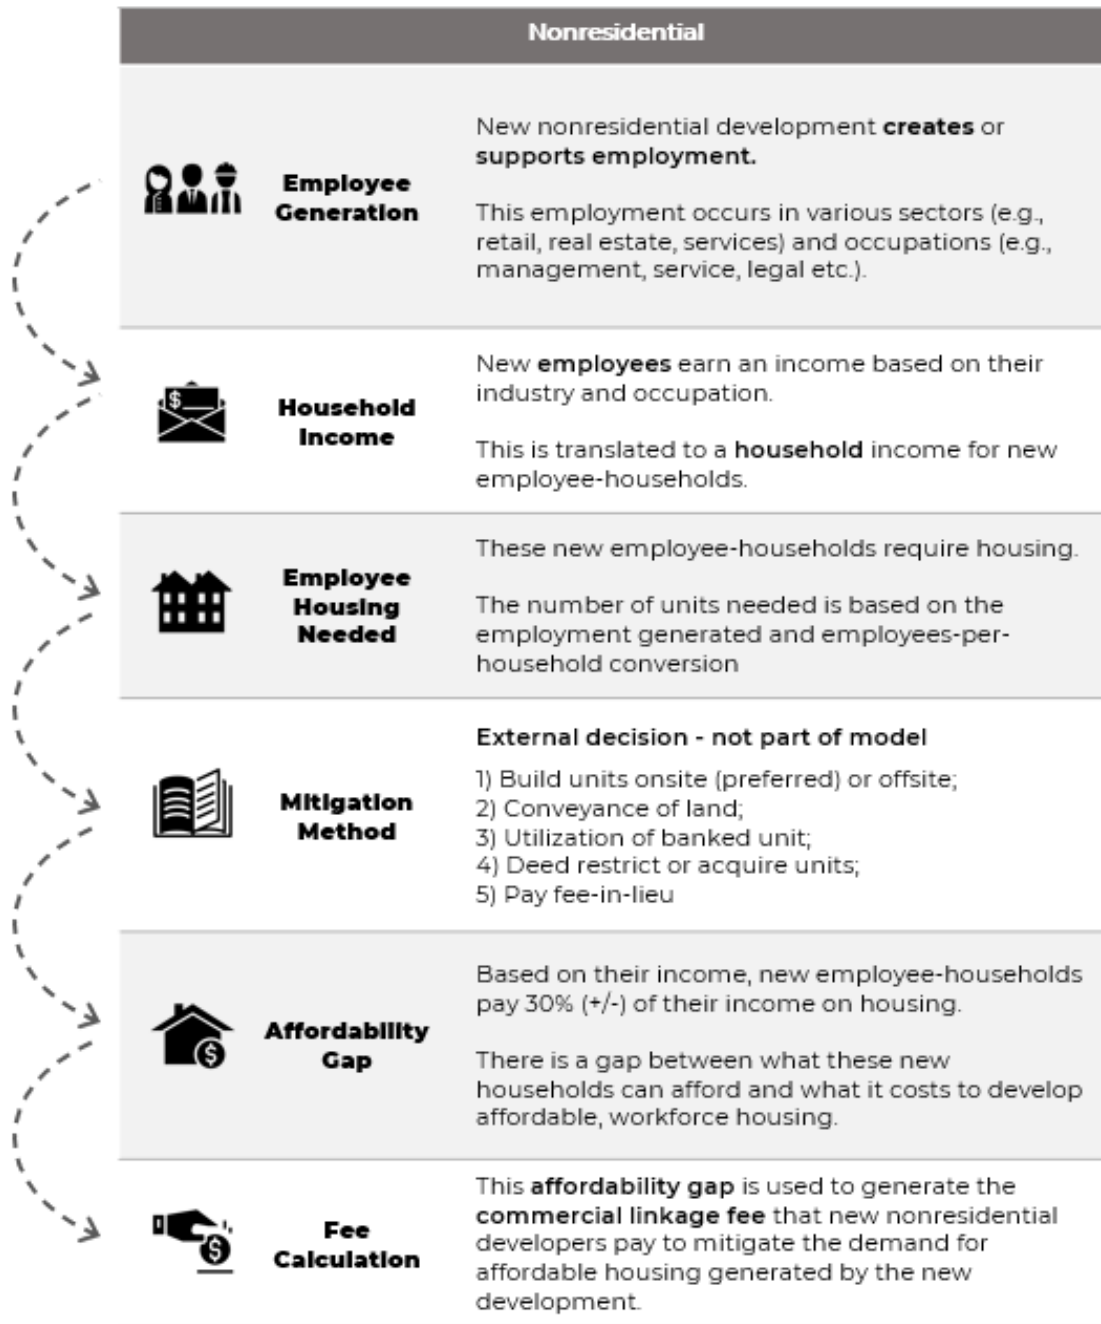 Nonresidential
Employee
Generation
New nonresidential development creates or
supports employment.
This employment occurs in various sectors (e.g.,
retail, real estate, services) and occupations (e.g.,
management, service, legal etc.).
Household
Income
New employees earn an income based on their
industry and occupation.
This is translated to a household income for new
employee-households.
Employee
Housing
Needed
These new employee-households require housing.
The number of units needed is based on the
employment generated and employees-per-
household conversion
Mitigation
Method
External decision - not part of model
1) Build units onsite (preferred) or offsite;
2) Conveyance of land;
3) Utilization of banked unit;
4) Deed restrict or acquire units;
5) Pay fee-in-lieu
Affordability
Gap
Based on their income, new employee-households
pay 30% (+/-) of their income on housing.
There is a gap between what these new
households can afford and what it costs to develop
affordable, workforce housing.
Fee
Calculation
This affordability gap is used to generate the
commercial linkage fee that new nonresidential
developers pay to mitigate the demand for
affordable housing generated by the new
development.